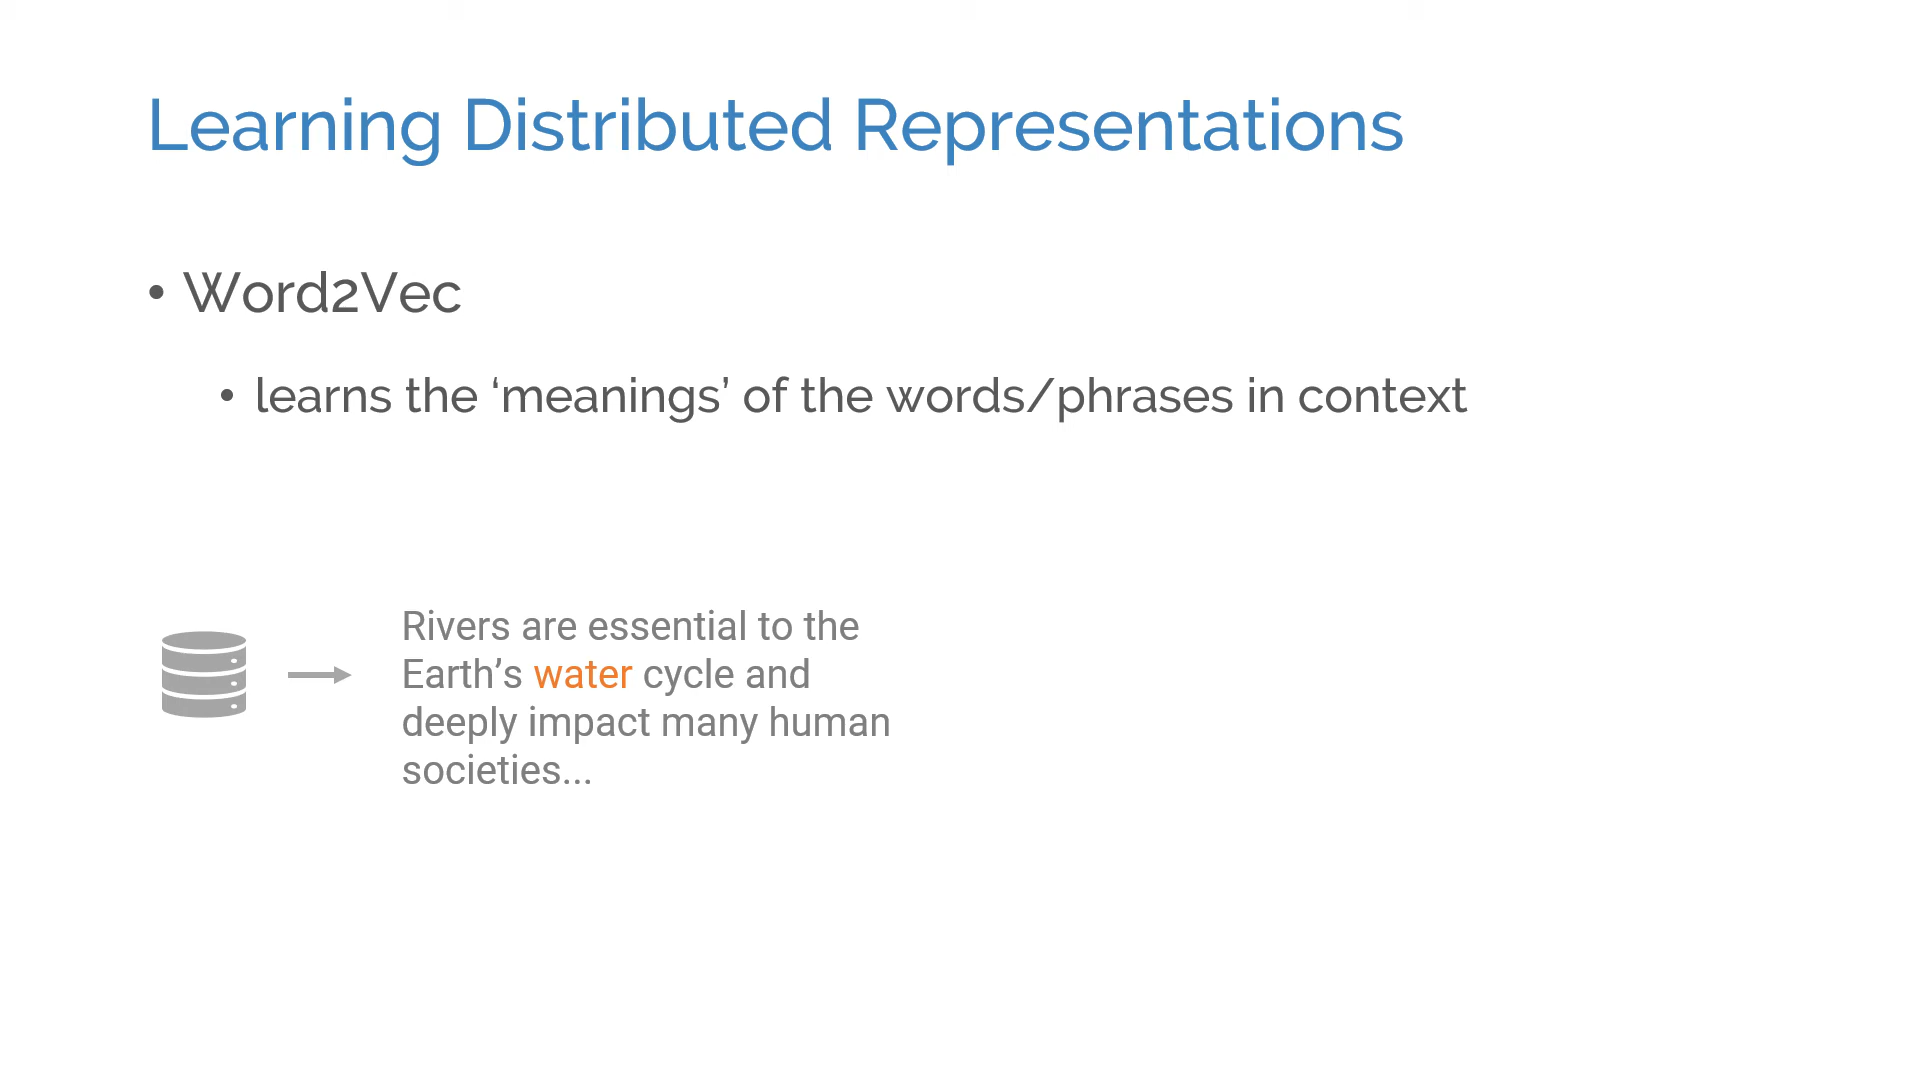 Learning Distributed Representations
• Word2Vec
• learns the ‘meanings’ of the words/phrases in context
Rivers are essential to the
Earth’s water cycle and
deeply impact many human
societies...